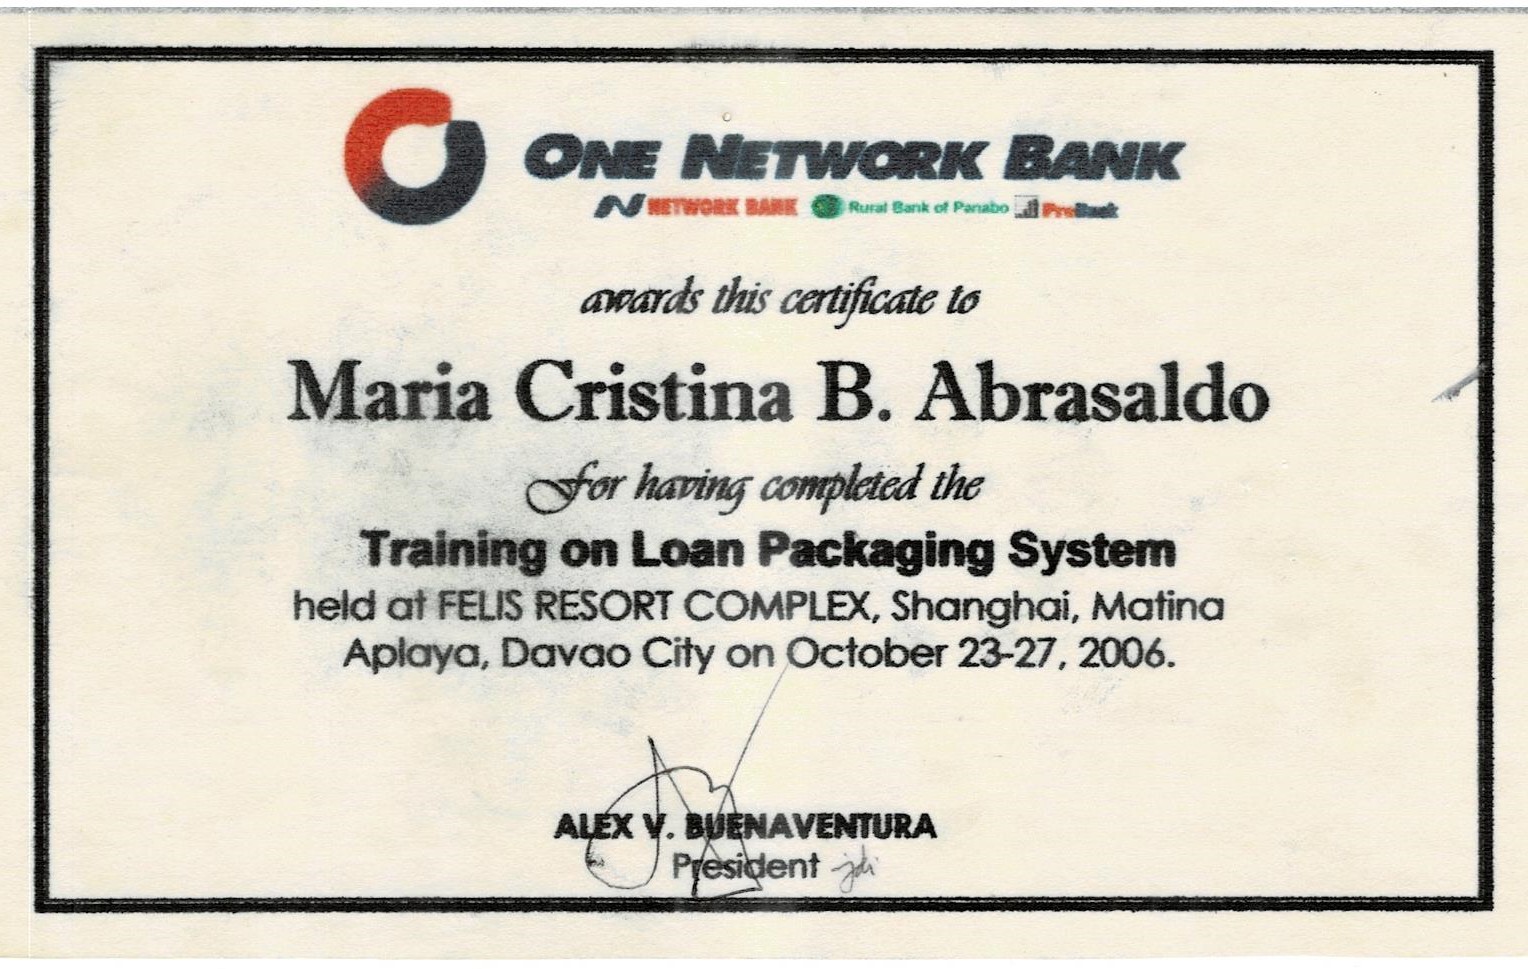 ONE NETWORK BANK
NETWORK BANK Rural Bank of Panabo ProBank
awards this certificate to
Maria Cristina B. Abrasaldo
for having completed the
Training on Loan Packaging System
held at FELIS RESORT COMPLEX, Shanghai, Matina
Aplaya, Davao City on October 23-27, 2006.
ALEX V. BUENAVENTURA
President